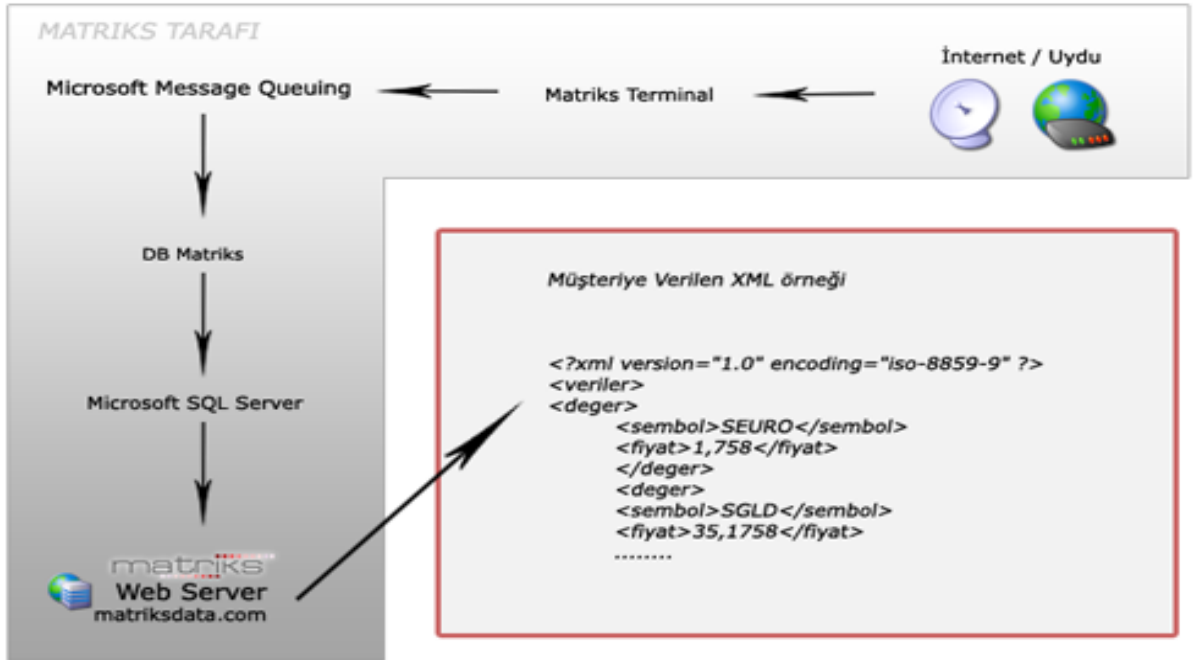 MATRIKS TARAFI
İnternet / Uydu
Microsoft Message Queuing
Matriks Terminal
DB Matriks
Microsoft SQL Server
matriks
Web Server
matriksdata.com
Müşteriye Verilen XML örneği
<?xml version="1.0" encoding="iso-8859-9" ?>
<veriler>
<deger>
<sembol>SEURO</sembol>
<fiyat>1,758</fiyat>
</deger>
<deger>
<sembol>SGLD</sembol>
<fiyat>35,1758</fiyat>
........